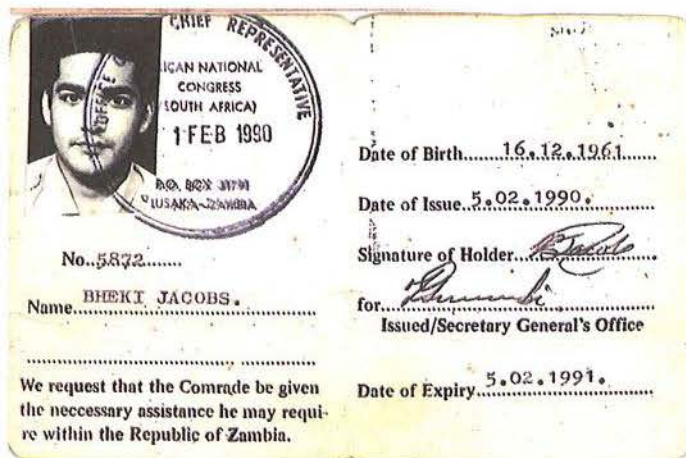 CHIEF REPRESENTATIVE
OFFICE
ICAN NATIONAL
CONGRESS
(SOUTH AFRICA)
1 FEB 1990
P.O. BOX 31791
LUSAKA-ZAMBIA
No. 5872
Name BHEKI JACOBS.
We request that the Comrade be given
the neccessary assistance he may requi-
re within the Republic of Zambia.
Date of Birth 16.12.1961
Date of Issue 5.02.1990.
Signature of Holder BJacobs
for
Issued/Secretary General's Office
Date of Expiry 5.02.1991.